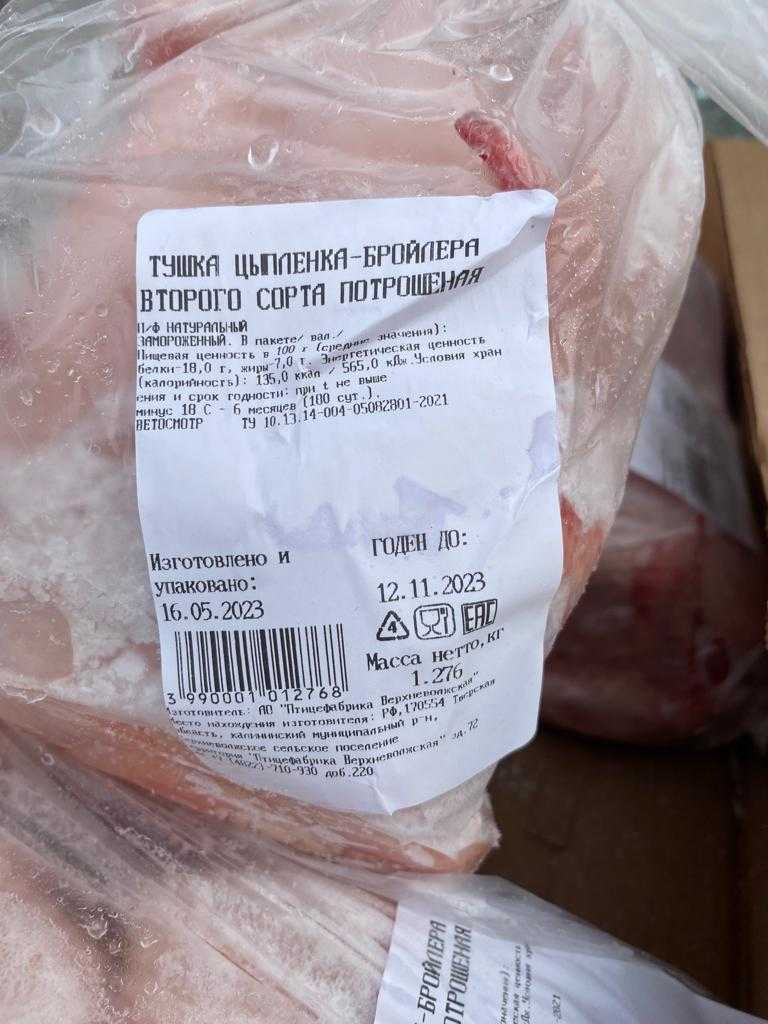 ТУШКА ЦЫПЛЕНКА-БРОЙЛЕРА
ВТОРОГО СОРТА ПОТРОШЕНАЯ
П/Ф НАТУРАЛЬНЫЙ
ЗАМОРОЖЕННЫЙ. В пакете/ вал./
Пищевая ценность в 100 г (средние значения):
белки-18,0 г, жиры-7,0 г. Энергетическая ценность
(калорийность): 135,0 ккал / 565,0 кДж.Условия хран
ения и срок годности: при t не выше
минус 18 С - 6 месяцев (180 сут.).
ВЕТОСМОТР ТУ 10.13.14-004-05082801-2021
Изготовлено и
упаковано:
16.05.2023
ГОДЕН ДО:
12.11.2023
4
EAC
Масса нетто, кг
1.276
3 990001 012768
Изготовитель: АО "Птицефабрика Верхневолжская"
место нахождения изготовителя: РФ,170554 Тверская
область, калининский муниципальный р-н,
верхневолжское сельское поселение
"Птицефабрика Верхневолжская" зд.72
(4822)-710-930 доб.220
-БРОЙЛЕРА
ПОТРОШЕНАЯ
-2021